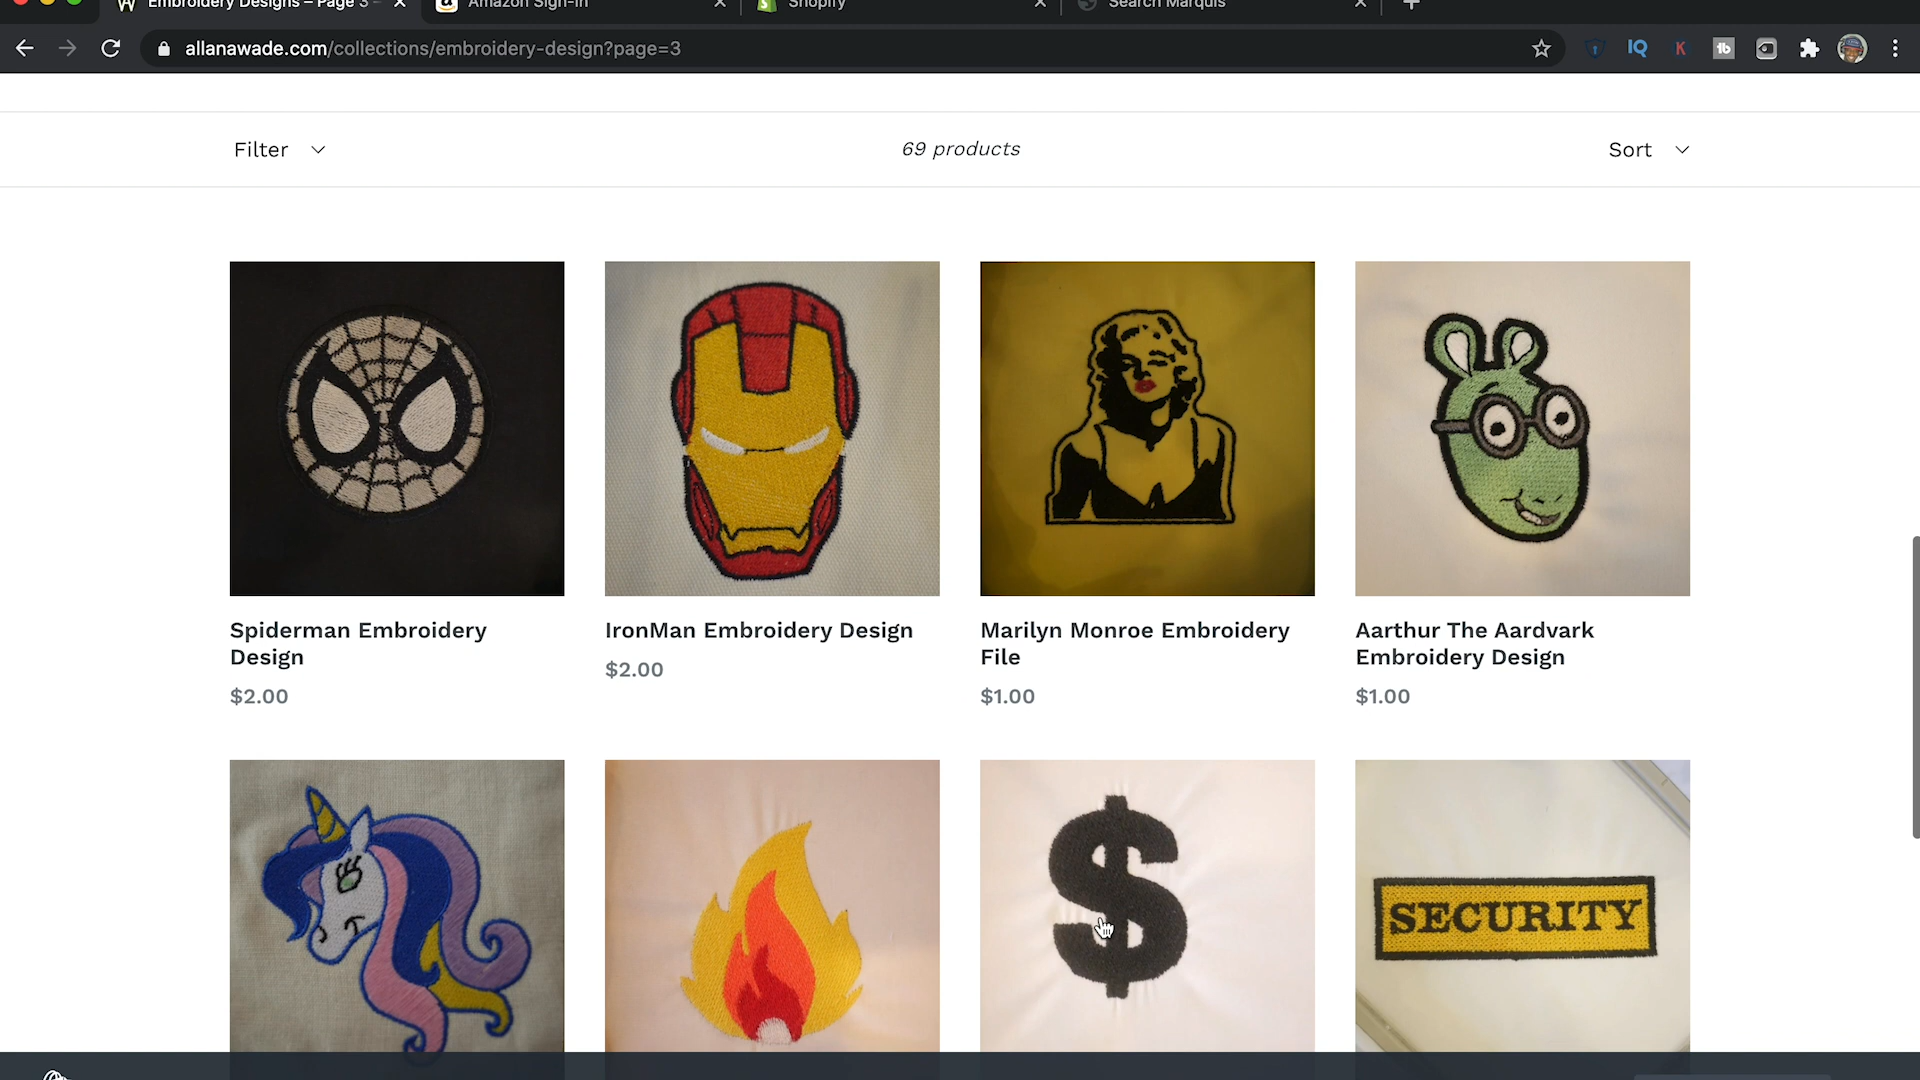 Embroidery Designs – Page 3
Amazon Sign-In
Shopify
Search Marquis
allanawade.com/collections/embroidery-design?page=3
IQ
K
tb
Filter
69 products
Sort
Spiderman Embroidery
Design
$2.00
IronMan Embroidery Design
$2.00
Marilyn Monroe Embroidery
File
$1.00
Aarthur The Aardvark
Embroidery Design
$1.00
$
SECURITY